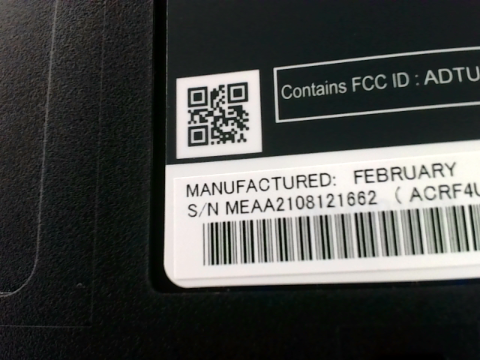 Contains FCC ID : ADTU
MANUFACTURED: FEBRUARY
S/N MEAA2108121662 ( ACRF4U